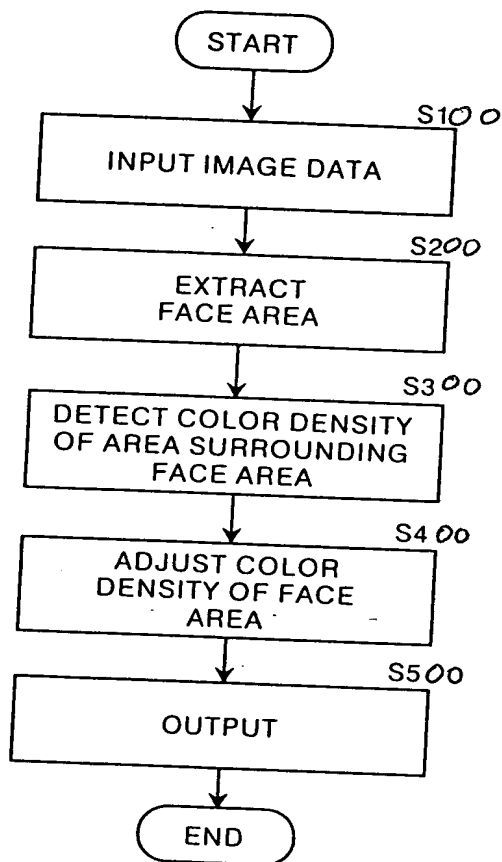 START
S100
INPUT IMAGE DATA
S200
EXTRACT
FACE AREA
S300
DETECT COLOR DENSITY
OF AREA SURROUNDING
FACE AREA
S400
ADJUST COLOR
DENSITY OF FACE
AREA
S500
OUTPUT
END